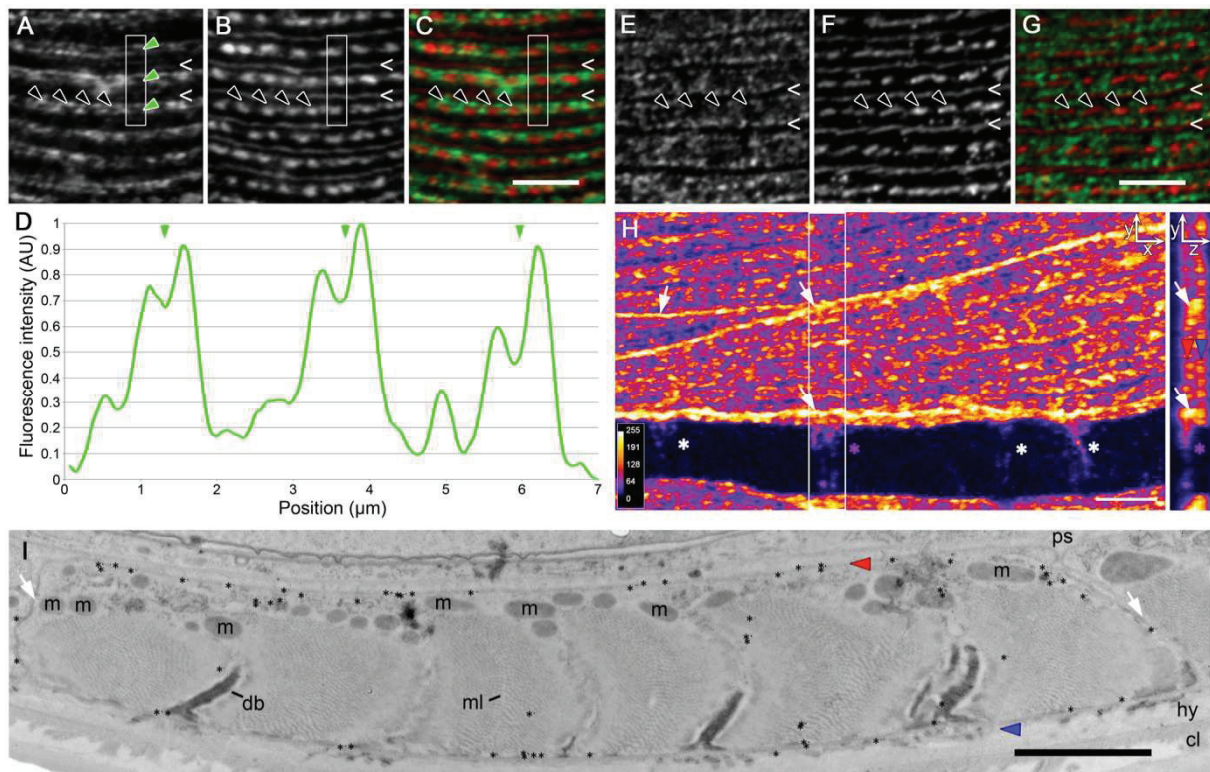 A B C E F G
D
Fluorescence intensity (AU)
1
0.9
0.8
0.7
0.6
0.5
0.4
0.3
0.2
0.1
0
0 1 2 3 4 5 6 7
Position (µm)
H
y x y z
255
191
128
64
0
I
ps
m m m m m m
db ml
hy
cl